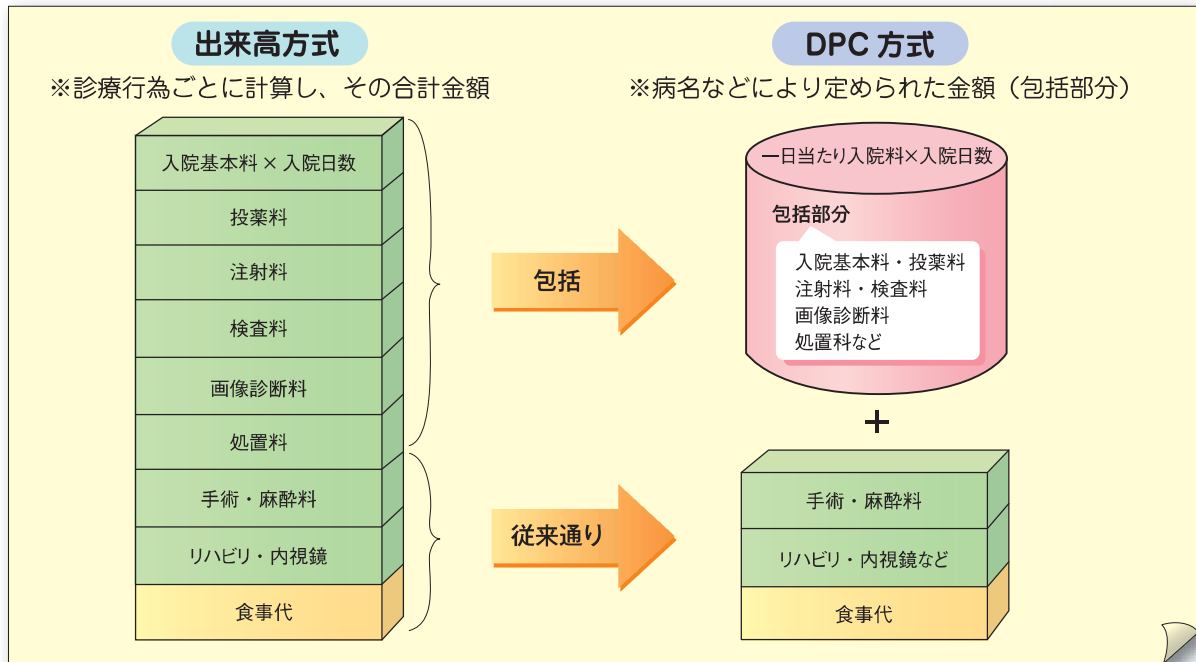 出来高方式
※診療行為ごとに計算し、その合計金額
入院基本料 × 入院日数
投薬料
注射料
検査料
画像診断料
処置料
手術・麻酔料
リハビリ・内視鏡
食事代
包括
従来通り
DPC 方式
※病名などにより定められた金額（包括部分）
一日当たり入院料×入院日数
包括部分
入院基本料・投薬料
注射料・検査料
画像診断料
処置科など
+
手術・麻酔料
リハビリ・内視鏡など
食事代